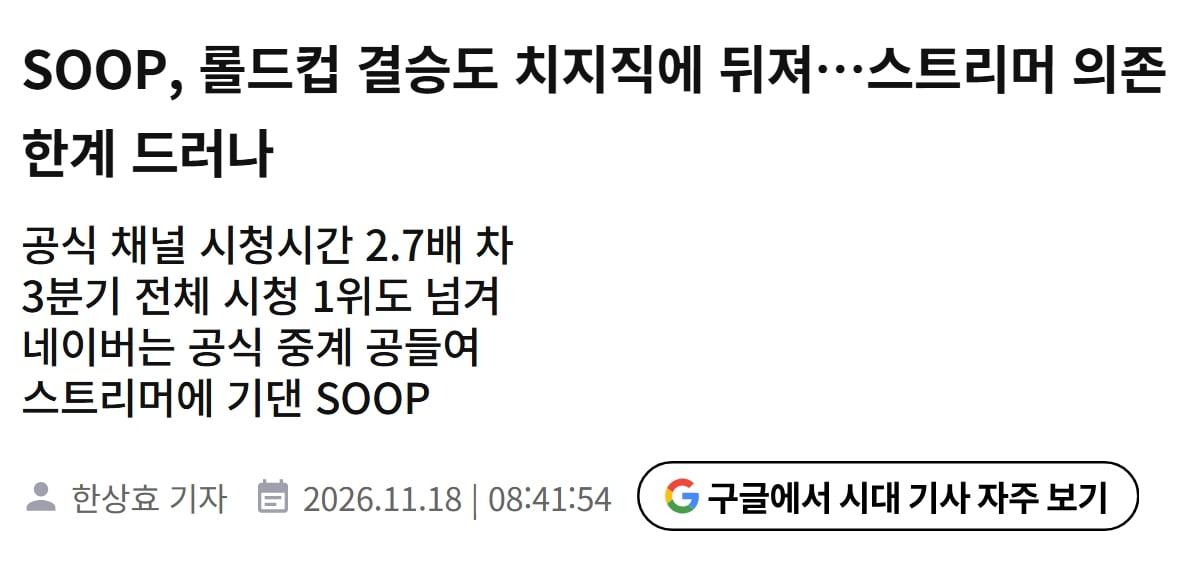 SOOP, 롤드컵 결승도 치지직에 뒤져…스트리머 의존
한계 드러나
공식 채널 시청시간 2.7배 차
3분기 전체 시청 1위도 넘겨
네이버는 공식 중계 공들여
스트리머에 기댄 SOOP
한상효 기자 2026.11.18 | 08:41:54 구글에서 시대 기사 자주 보기